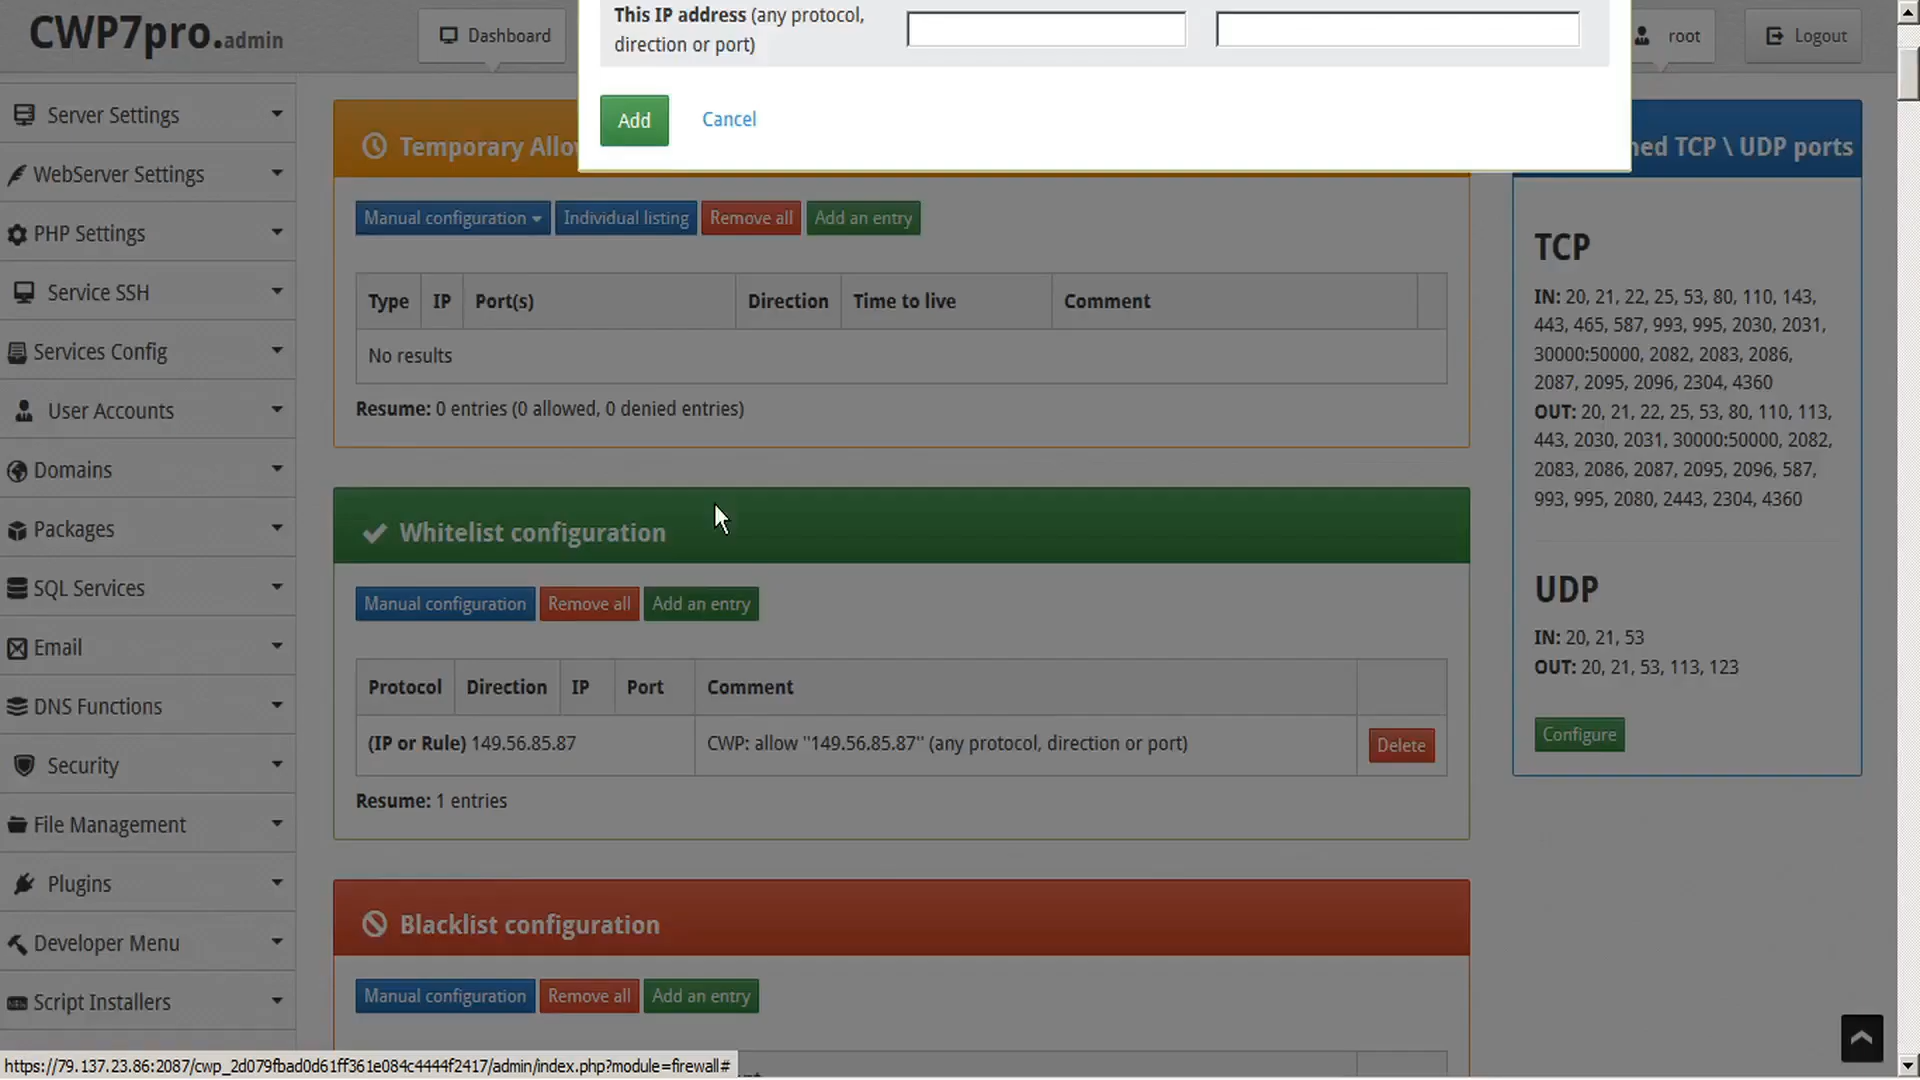 CWP7pro.admin
Dashboard
This IP address (any protocol,
direction or port)
root
Logout
Add
Cancel
Server Settings
WebServer Settings
PHP Settings
Service SSH
Services Config
User Accounts
Domains
Packages
SQL Services
Email
DNS Functions
Security
File Management
Plugins
Developer Menu
Script Installers
Temporary Allo
Manual configuration
Individual listing
Remove all
Add an entry
Type IP Port(s) Direction Time to live Comment
No results
Resume: 0 entries (0 allowed, 0 denied entries)
Whitelist configuration
Manual configuration
Remove all
Add an entry
Protocol Direction IP Port Comment
(IP or Rule) 149.56.85.87 CWP: allow "149.56.85.87" (any protocol, direction or port) Delete
Resume: 1 entries
Blacklist configuration
Manual configuration
Remove all
Add an entry
ned TCP \ UDP ports
TCP
IN: 20, 21, 22, 25, 53, 80, 110, 143,
443, 465, 587, 993, 995, 2030, 2031,
30000:50000, 2082, 2083, 2086,
2087, 2095, 2096, 2304, 4360
OUT: 20, 21, 22, 25, 53, 80, 110, 113,
443, 2030, 2031, 30000:50000, 2082,
2083, 2086, 2087, 2095, 2096, 587,
993, 995, 2080, 2443, 2304, 4360
UDP
IN: 20, 21, 53
OUT: 20, 21, 53, 113, 123
Configure
https://79.137.23.86:2087/cwp_2d079fbad0d61ff361e084c4444f2417/admin/index.php?module=firewall#